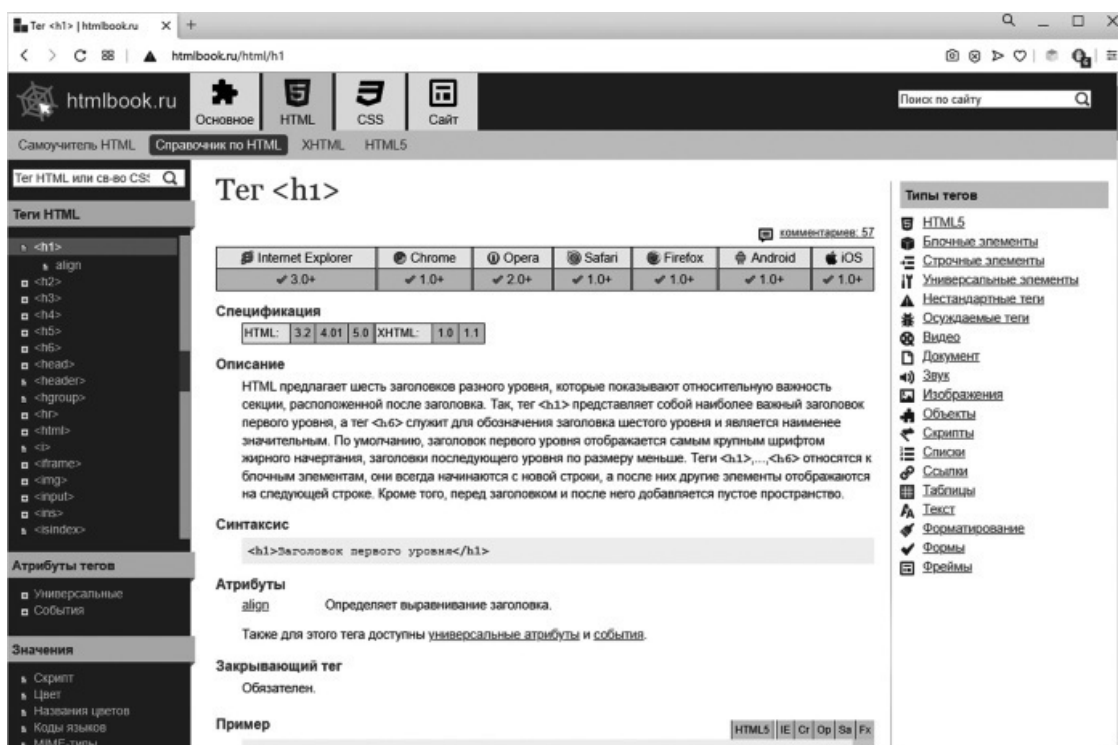 Тег <h1> | htmlbook.ru
htmlbook.ru/html/h1
htmlbook.ru
Основное
HTML
CSS
Сайт
Поиск по сайту
Самоучитель HTML
Справочник по HTML
XHTML
HTML5
Тег HTML или св-во CSS
Теги HTML
<h1>
align
<h2>
<h3>
<h4>
<h5>
<h6>
<head>
<header>
<hgroup>
<hr>
<html>
<i>
<iframe>
<img>
<input>
<ins>
<isindex>
Атрибуты тегов
Универсальные
События
Значения
Скрипт
Цвет
Названия цветов
Коды языков
MIME-типы
Тег <h1>
комментариев: 57
Internet Explorer Chrome Opera Safari Firefox Android iOS
3.0+ 1.0+ 2.0+ 1.0+ 1.0+ 1.0+ 1.0+
Спецификация
HTML: 3.2 4.01 5.0 XHTML: 1.0 1.1
Описание
HTML предлагает шесть заголовков разного уровня, которые показывают относительную важность
секции, расположенной после заголовка. Так, тег <h1> представляет собой наиболее важный заголовок
первого уровня, а тег <h6> служит для обозначения заголовка шестого уровня и является наименее
значительным. По умолчанию, заголовок первого уровня отображается самым крупным шрифтом
жирного начертания, заголовки последующего уровня по размеру меньше. Теги <h1>,...,<h6> относятся к
блочным элементам, они всегда начинаются с новой строки, а после них другие элементы отображаются
на следующей строке. Кроме того, перед заголовком и после него добавляется пустое пространство.
Синтаксис
<h1>Заголовок первого уровня</h1>
Атрибуты
align Определяет выравнивание заголовка.
Также для этого тега доступны универсальные атрибуты и события.
Закрывающий тег
Обязателен.
Пример
HTML5 IE Cr Op Sa Fx
Типы тегов
HTML5
Блочные элементы
Строчные элементы
Универсальные элементы
Нестандартные теги
Осуждаемые теги
Видео
Документ
Звук
Изображения
Объекты
Скрипты
Списки
Ссылки
Таблицы
Текст
Форматирование
Формы
Фреймы